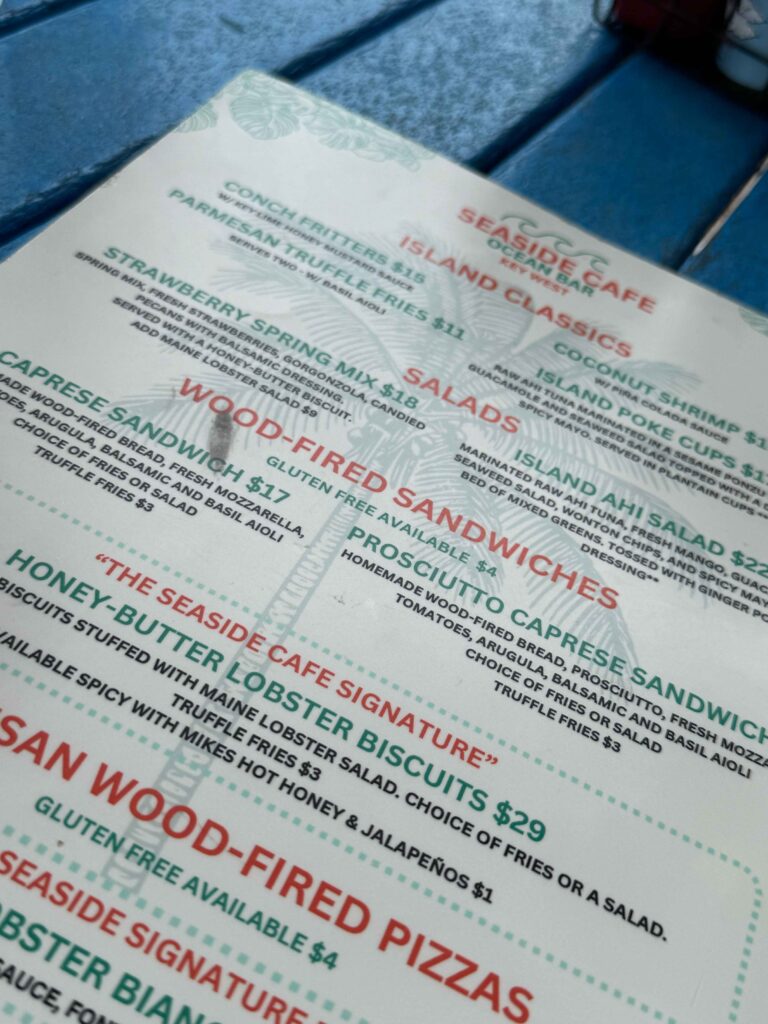 SEASIDE CAFE
OCEAN BAR
KEY WEST
ISLAND CLASSICS
CONCH FRITTERS $15
W/ KEY LIME HONEY MUSTARD SAUCE
PARMESAN TRUFFLE FRIES $11
SERVES TWO - W/ BASIL AIOLI
COCONUT SHRIMP
W/ PIRA COLADA SAUCE
ISLAND POKE CUPS
RAW AHI TUNA MARINATED IN A SESAME PONZU
GUACAMOLE AND SEAWEED SALAD TOPPED WITH A
SPICY MAYO. SERVED IN PLANTAIN CUPS **
SALADS
STRAWBERRY SPRING MIX $18
SPRING MIX, FRESH STRAWBERRIES, GORGONZOLA, CANDIED
PECANS WITH BALSAMIC DRESSING.
SERVED WITH A HONEY-BUTTER BISCUIT.
ADD MAINE LOBSTER SALAD $9
ISLAND AHI SALAD $22
MARINATED RAW AHI TUNA, FRESH MANGO,
SEAWEED SALAD, WONTON CHIPS, AND SPICY
BED OF MIXED GREENS. TOSSED WITH GINGER
DRESSING**
WOOD-FIRED SANDWICHES
GLUTEN FREE AVAILABLE $4
CAPRESE SANDWICH $17
WOOD-FIRED BREAD, FRESH MOZZARELLA,
ARUGULA, BALSAMIC AND BASIL AIOLI
CHOICE OF FRIES OR SALAD
TRUFFLE FRIES $3
PROSCIUTTO CAPRESE SANDWICH
HOMEMADE WOOD-FIRED BREAD, PROSCIUTTO, FRESH
TOMATOES, ARUGULA, BALSAMIC AND BASIL AIOLI
CHOICE OF FRIES OR SALAD
TRUFFLE FRIES $3
"THE SEASIDE CAFE SIGNATURE"
HONEY-BUTTER LOBSTER BISCUITS $29
BISCUITS STUFFED WITH MAINE LOBSTER SALAD. CHOICE OF FRIES OR A SALAD.
TRUFFLE FRIES $3
AVAILABLE SPICY WITH MIKES HOT HONEY & JALAPEÑOS $1
WOOD-FIRED PIZZAS
GLUTEN FREE AVAILABLE $4
SEASIDE SIGNATURE
LOBSTER
SAUCE,